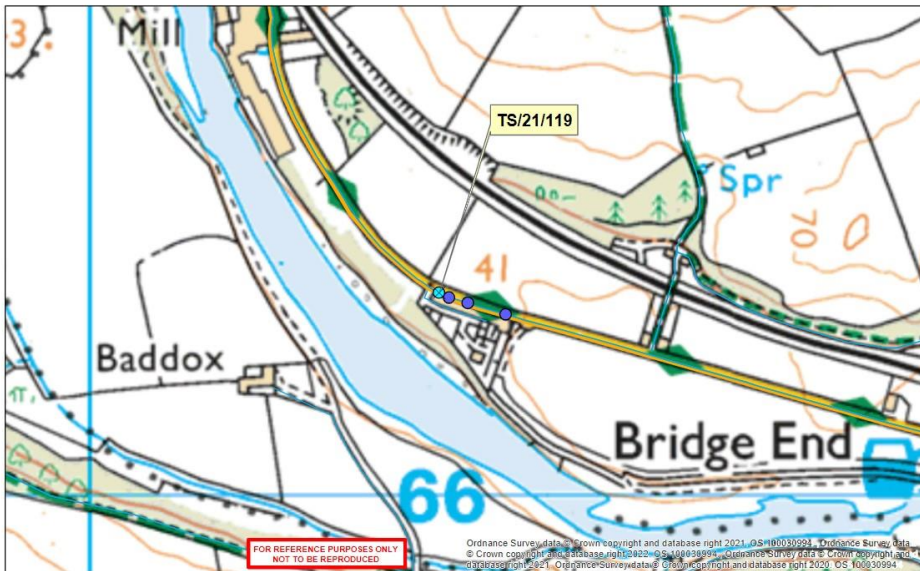 3.
Mill
TS/21/119
Spr
70
41
Baddox
Bridge End
66
FOR REFERENCE PURPOSES ONLY
NOT TO BE REPRODUCED
Ordnance Survey data © Crown copyright and database right 2021. OS 100030994. Ordnance Survey data
© Crown copyright and database right 2022. OS 100030994. Ordnance Survey data © Crown copyright and
database right 2021. Ordnance Survey data © Crown copyright and database right 2020. OS 100030994